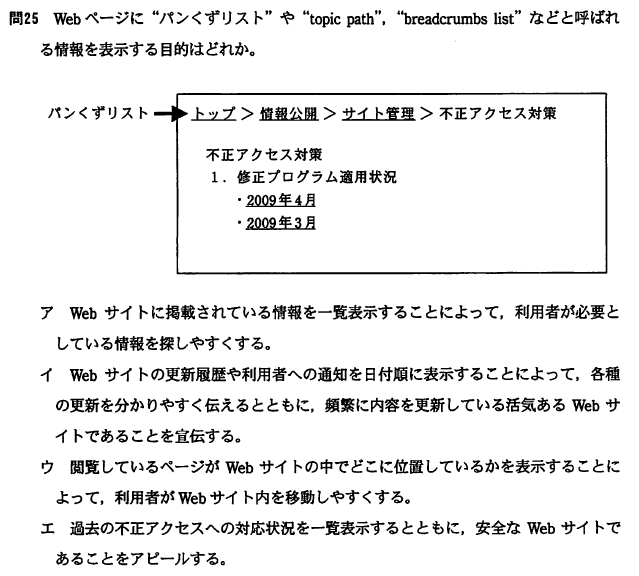 問25 Webページに“パンくずリスト”や“topic path”，“breadcrumbs list”などと呼ばれ
る情報を表示する目的はどれか。
パンくずリスト
トップ > 情報公開 > サイト管理 > 不正アクセス対策
不正アクセス対策
1．修正プログラム適用状況
・2009年4月
・2009年3月
ア Web サイトに掲載されている情報を一覧表示することによって，利用者が必要と
している情報を探しやすくする。
イ Web サイトの更新履歴や利用者への通知を日付順に表示することによって，各種
の更新を分かりやすく伝えるとともに，頻繁に内容を更新している活気ある Web サ
イトであることを宣伝する。
ウ 閲覧しているページが Web サイトの中でどこに位置しているかを表示することに
よって，利用者が Web サイト内を移動しやすくする。
エ 過去の不正アクセスへの対応状況を一覧表示するとともに，安全な Web サイトで
あることをアピールする。